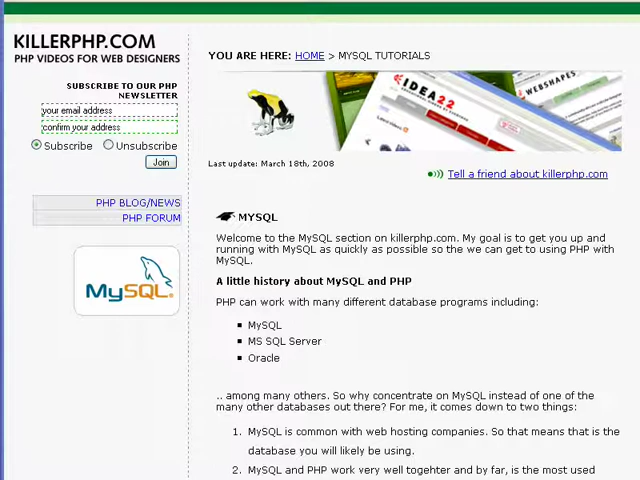 KILLERPHP.COM
PHP VIDEOS FOR WEB DESIGNERS
SUBSCRIBE TO OUR PHP
NEWSLETTER
your email address
confirm your address
Subscribe Unsubscribe
Join
PHP BLOG/NEWS
PHP FORUM
MySQL
YOU ARE HERE: HOME > MYSQL TUTORIALS
IDEA22
WEBSHAPES
Last update: March 18th, 2008
Tell a friend about killerphp.com
MYSQL
Welcome to the MySQL section on killerphp.com. My goal is to get you up and
running with MySQL as quickly as possible so the we can get to using PHP with
MySQL.
A little history about MySQL and PHP
PHP can work with many different database programs including:
MySQL
MS SQL Server
Oracle
.. among many others. So why concentrate on MySQL instead of one of the
many other databases out there? For me, it comes down to two things:
1. MySQL is common with web hosting companies. So that means that is the
database you will likely be using.
2. MySQL and PHP work very well togehter and by far, is the most used